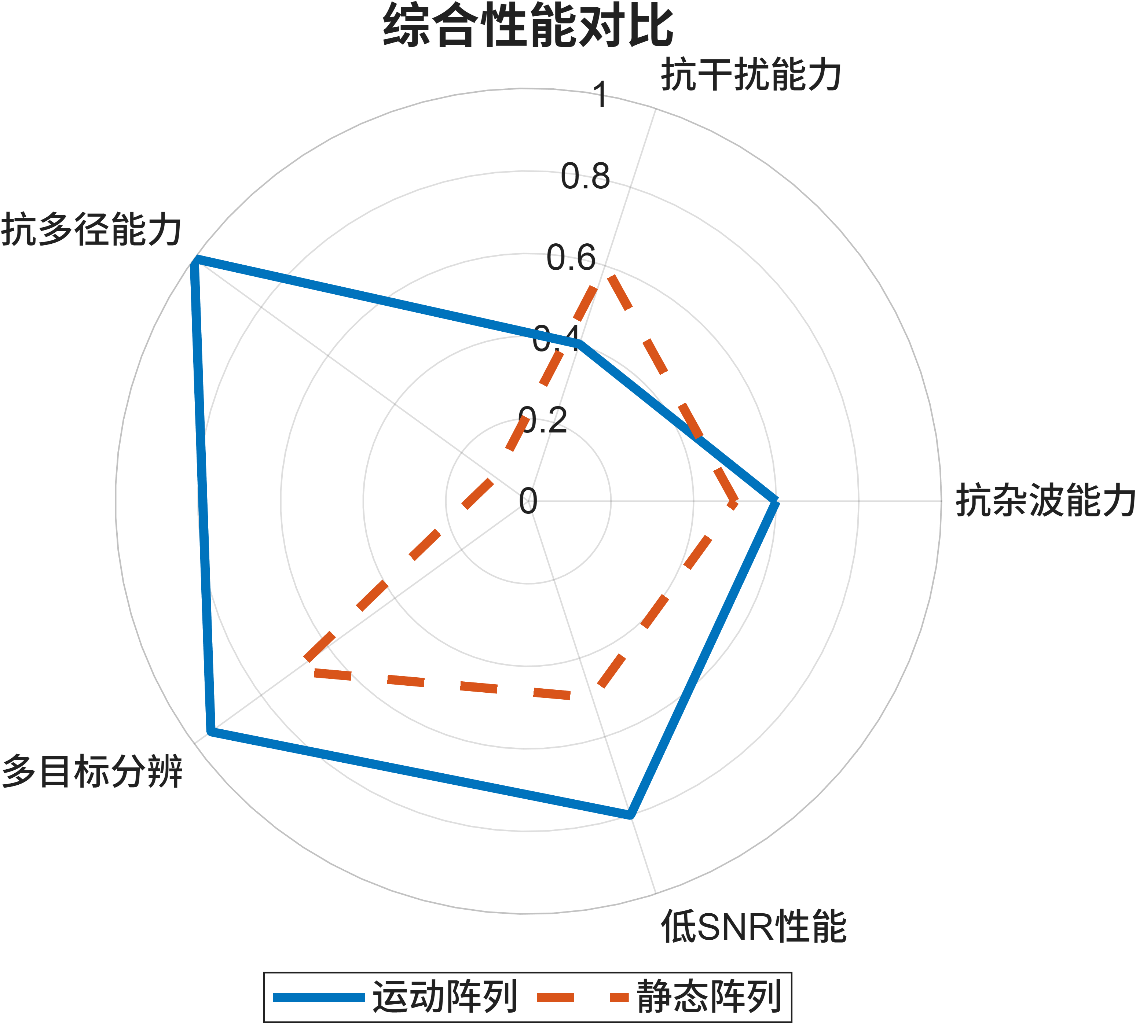 综合性能对比
抗干扰能力
1
0.8
抗多径能力
0.6
0.4
0.2
0
抗杂波能力
多目标分辨
低SNR性能
运动阵列
静态阵列